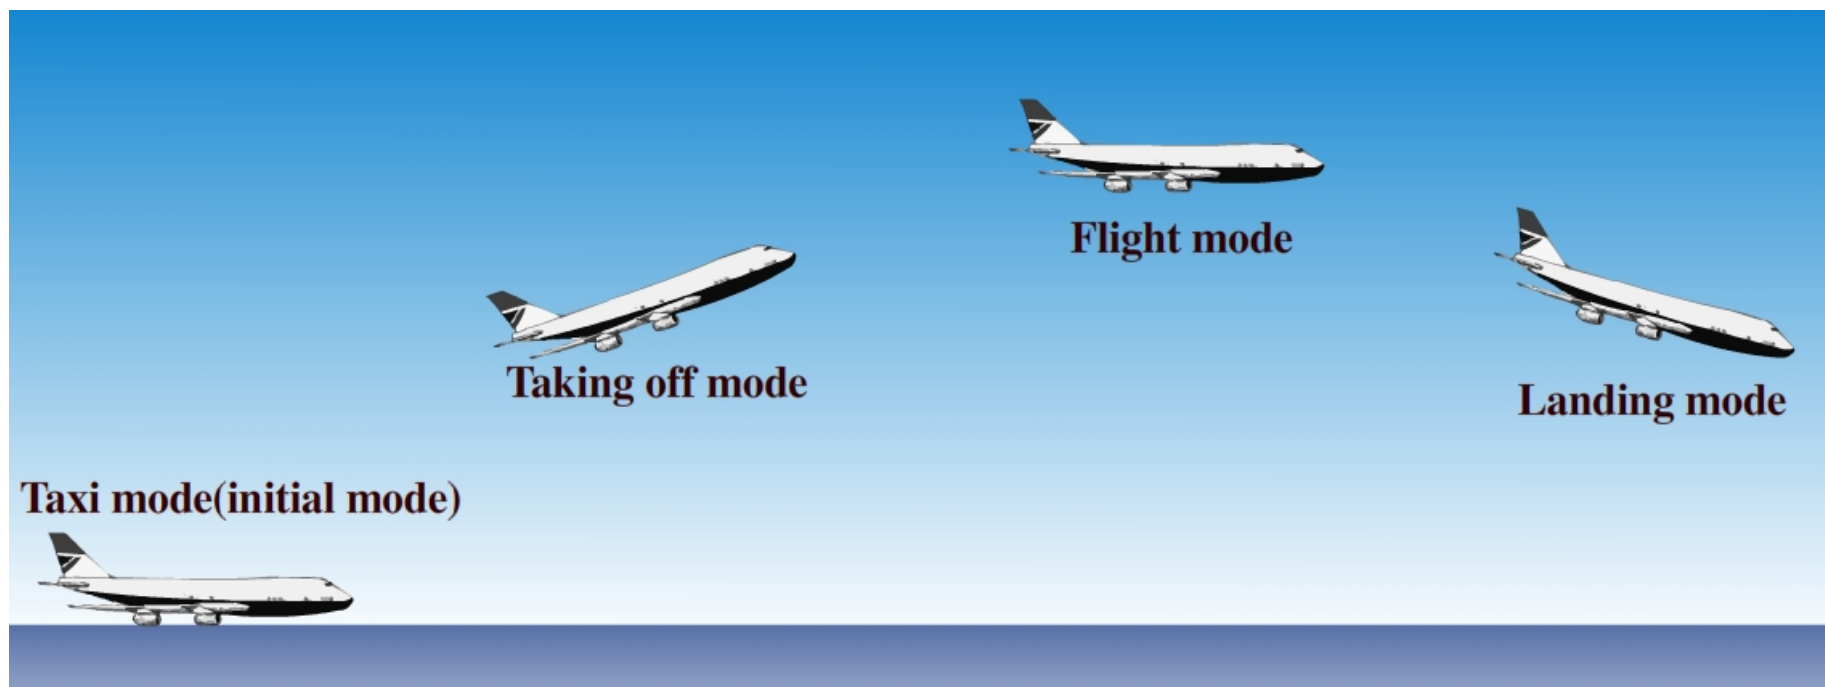 Flight mode
Taking off mode
Landing mode
Taxi mode(initial mode)